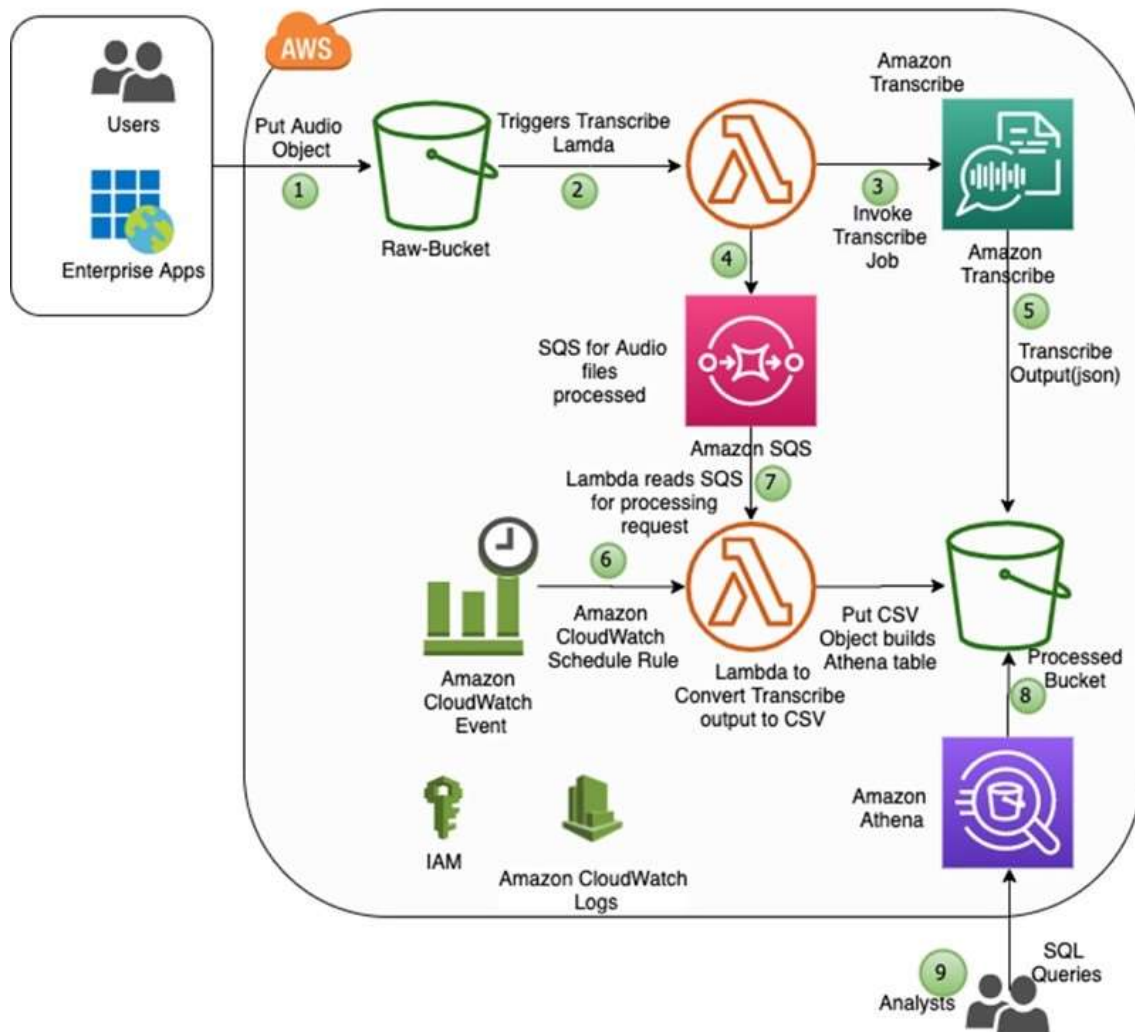 AWS
Users
Enterprise Apps
Put Audio
Object
1
Raw-Bucket
Triggers Transcribe
Lamda
2
Amazon
Transcribe
3
Invoke
Transcribe
Job
Amazon
Transcribe
4
5
Transcribe
Output(json)
SQS for Audio
files
processed
Amazon SQS
Lambda reads SQS
for processing
request
7
6
Amazon
CloudWatch
Schedule Rule
Amazon
CloudWatch
Event
Lambda to
Convert Transcribe
output to CSV
Put CSV
Object builds
Athena table
Processed
Bucket
8
Amazon
Athena
IAM
Amazon CloudWatch
Logs
9
Analysts
SQL
Queries